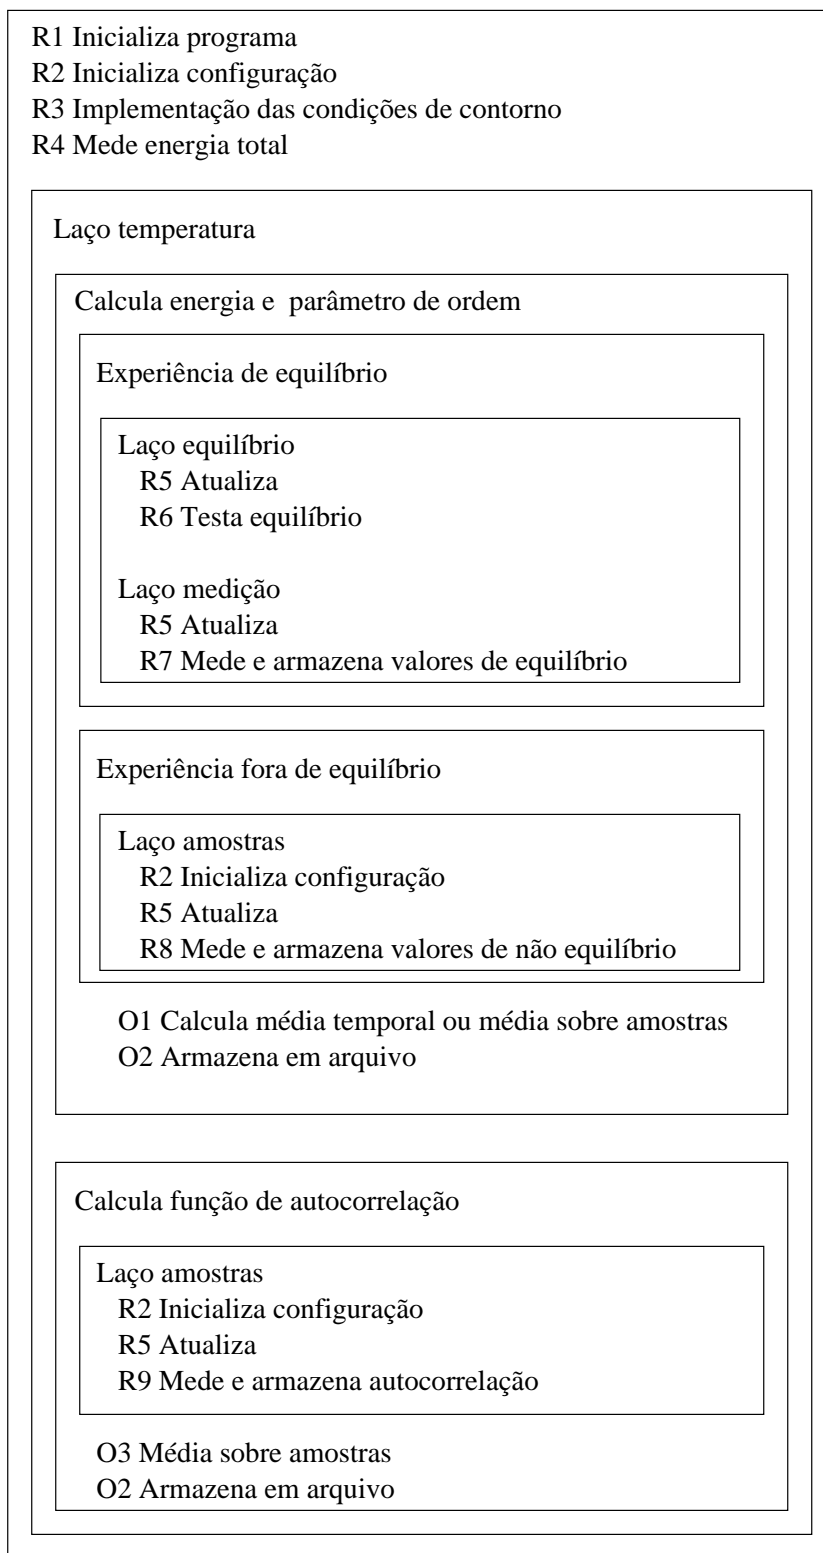 R1 Inicializa programa
R2 Inicializa configuração
R3 Implementação das condições de contorno
R4 Mede energia total
Laço temperatura
Calcula energia e parâmetro de ordem
Experiência de equilíbrio
Laço equilíbrio
R5 Atualiza
R6 Testa equilíbrio
Laço medição
R5 Atualiza
R7 Mede e armazena valores de equilíbrio
Experiência fora de equilíbrio
Laço amostras
R2 Inicializa configuração
R5 Atualiza
R8 Mede e armazena valores de não equilíbrio
O1 Calcula média temporal ou média sobre amostras
O2 Armazena em arquivo
Calcula função de autocorrelação
Laço amostras
R2 Inicializa configuração
R5 Atualiza
R9 Mede e armazena autocorrelação
O3 Média sobre amostras
O2 Armazena em arquivo